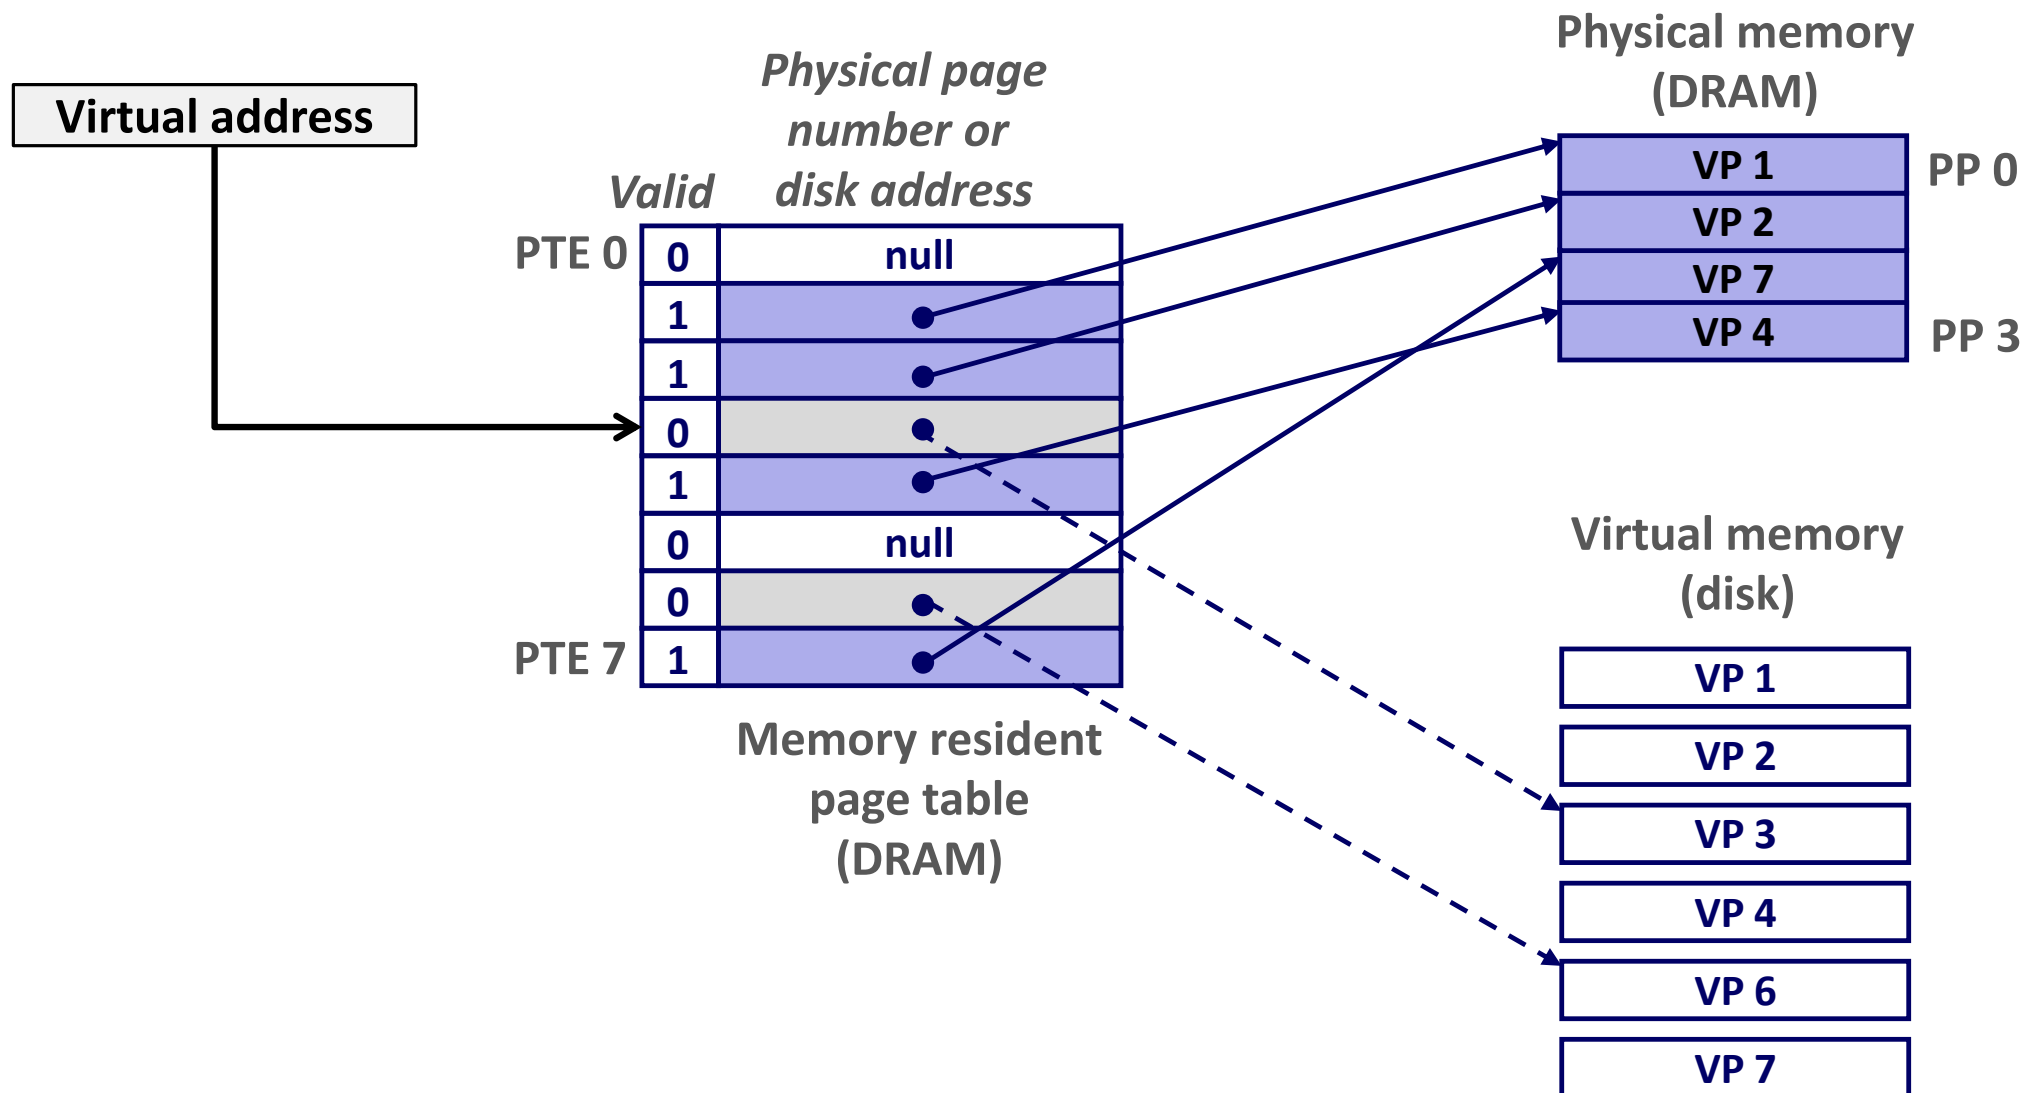 Virtual address
Physical page
number or
disk address
Valid
PTE 0
0 null
1
1
0
1
0 null
0
PTE 7 1
Memory resident
page table
(DRAM)
Physical memory
(DRAM)
VP 1 PP 0
VP 2
VP 7
VP 4 PP 3
Virtual memory
(disk)
VP 1
VP 2
VP 3
VP 4
VP 6
VP 7